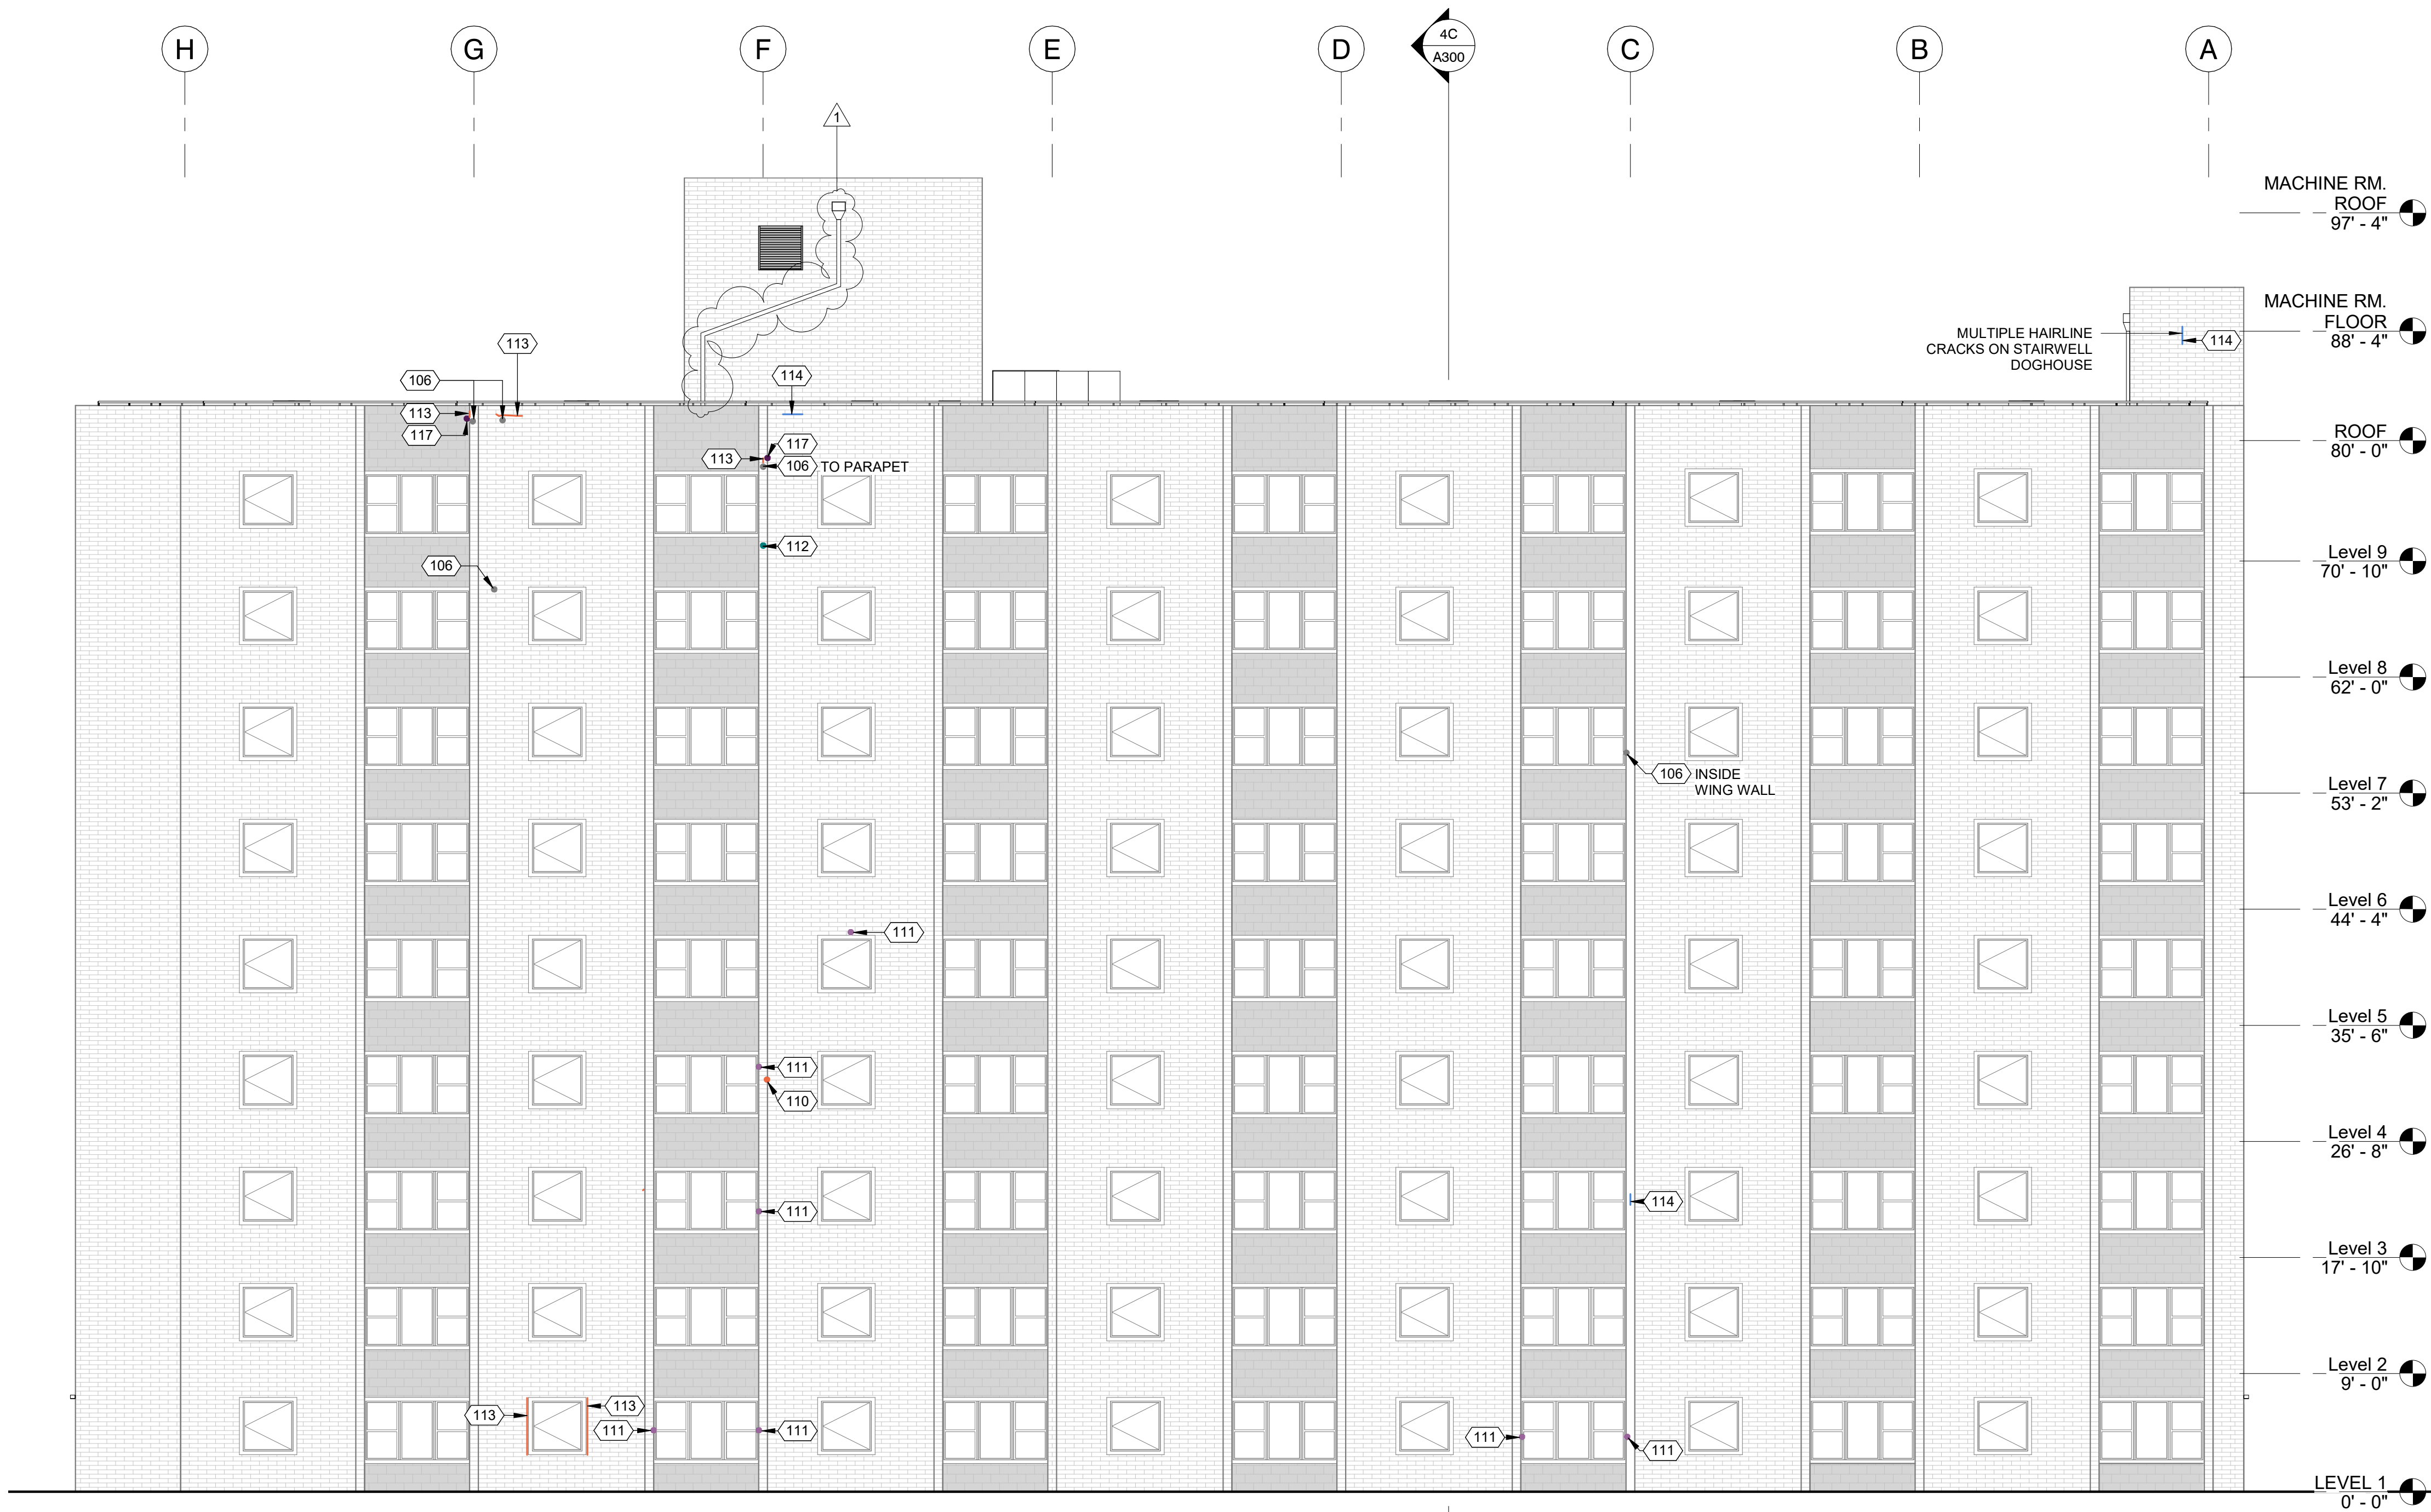 H
G
F
E
D
4C
A300
C
B
A
1
MACHINE RM.
ROOF
97' - 4"
MACHINE RM.
FLOOR
88' - 4"
MULTIPLE HAIRLINE
CRACKS ON STAIRWELL
DOGHOUSE
114
113
106
114
113
117
117
113
106 TO PARAPET
ROOF
80' - 0"
112
106
Level 9
70' - 10"
Level 8
62' - 0"
106 INSIDE
WING WALL
Level 7
53' - 2"
111
Level 6
44' - 4"
Level 5
35' - 6"
111
110
Level 4
26' - 8"
114
111
Level 3
17' - 10"
Level 2
9' - 0"
113
113
111
111
111
111
LEVEL 1
0' - 0"